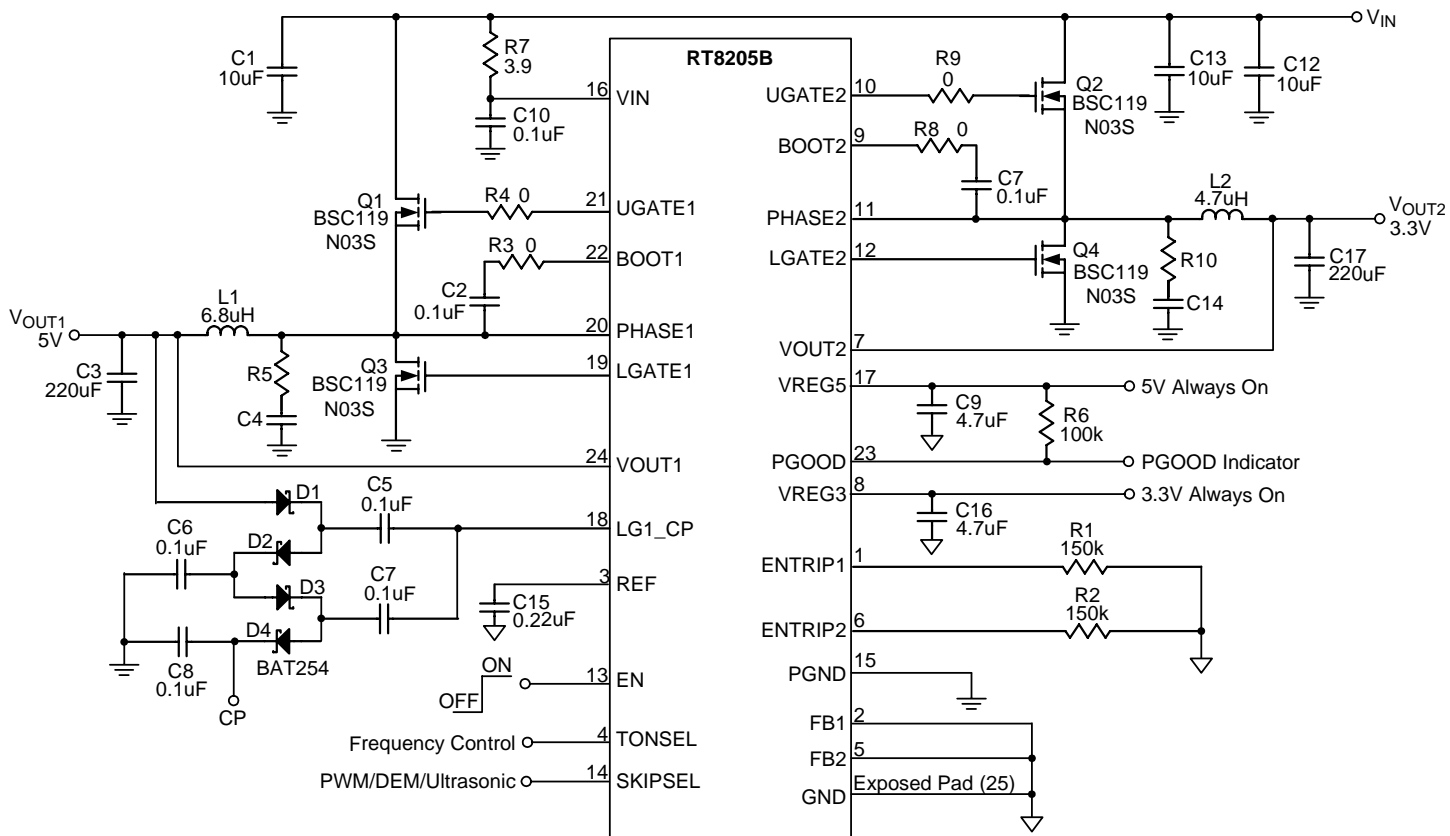 V_IN
C1
10uF
R7
3.9
RT8205B
C13
10uF
C12
10uF
R9
0
10
UGATE2
Q2
BSC119
N03S
16
VIN
C10
0.1uF
9
BOOT2
R8 0
C7
0.1uF
L2
4.7uH
V_OUT2
3.3V
Q1
BSC119
N03S
R4 0
21
UGATE1
PHASE2
11
R3 0
22
BOOT1
LGATE2
12
Q4
BSC119
N03S
R10
C14
C17
220uF
C2
0.1uF
L1
6.8uH
V_OUT1
5V
20
PHASE1
VOUT2
7
C3
220uF
R5
C4
Q3
BSC119
N03S
19
LGATE1
VREG5
17
5V Always On
C9
4.7uF
R6
100k
24
VOUT1
PGOOD
23
PGOOD Indicator
VREG3
8
3.3V Always On
C16
4.7uF
D1
C5
0.1uF
18
LG1_CP
C6
0.1uF
D2
D3
C7
0.1uF
3
REF
C15
0.22uF
ENTRIP1
1
R1
150k
R2
150k
ENTRIP2
6
D4
BAT254
C8
0.1uF
CP
PGND
15
ON
OFF
13
EN
FB1
2
Frequency Control
4
TONSEL
FB2
5
PWM/DEM/Ultrasonic
14
SKIPSEL
GND
Exposed Pad (25)